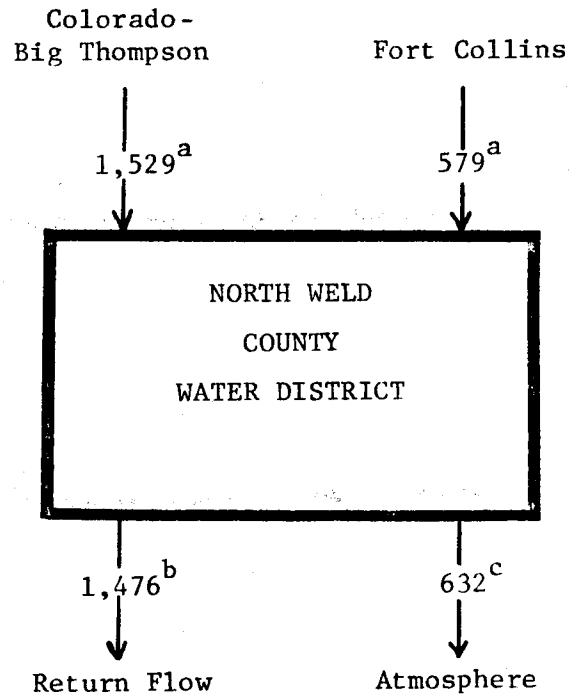 Colorado-
Big Thompson
Fort Collins
1,529a
579a
NORTH WELD
COUNTY
WATER DISTRICT
1,476b
632c
Return Flow
Atmosphere